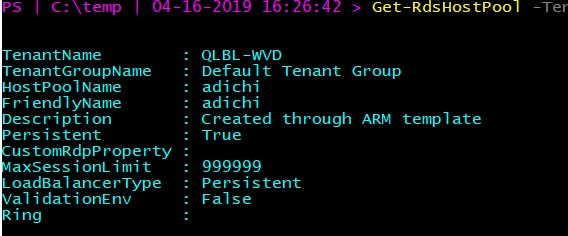 PS | C:\temp | 04-16-2019 16:26:42 > Get-RdsHostPool -Ten
TenantName : QLBL-WVD
TenantGroupName : Default Tenant Group
HostPoolName : adichi
FriendlyName : adichi
Description : Created through ARM template
Persistent : True
CustomRdpProperty :
MaxSessionLimit : 999999
LoadBalancerType : Persistent
ValidationEnv : False
Ring :